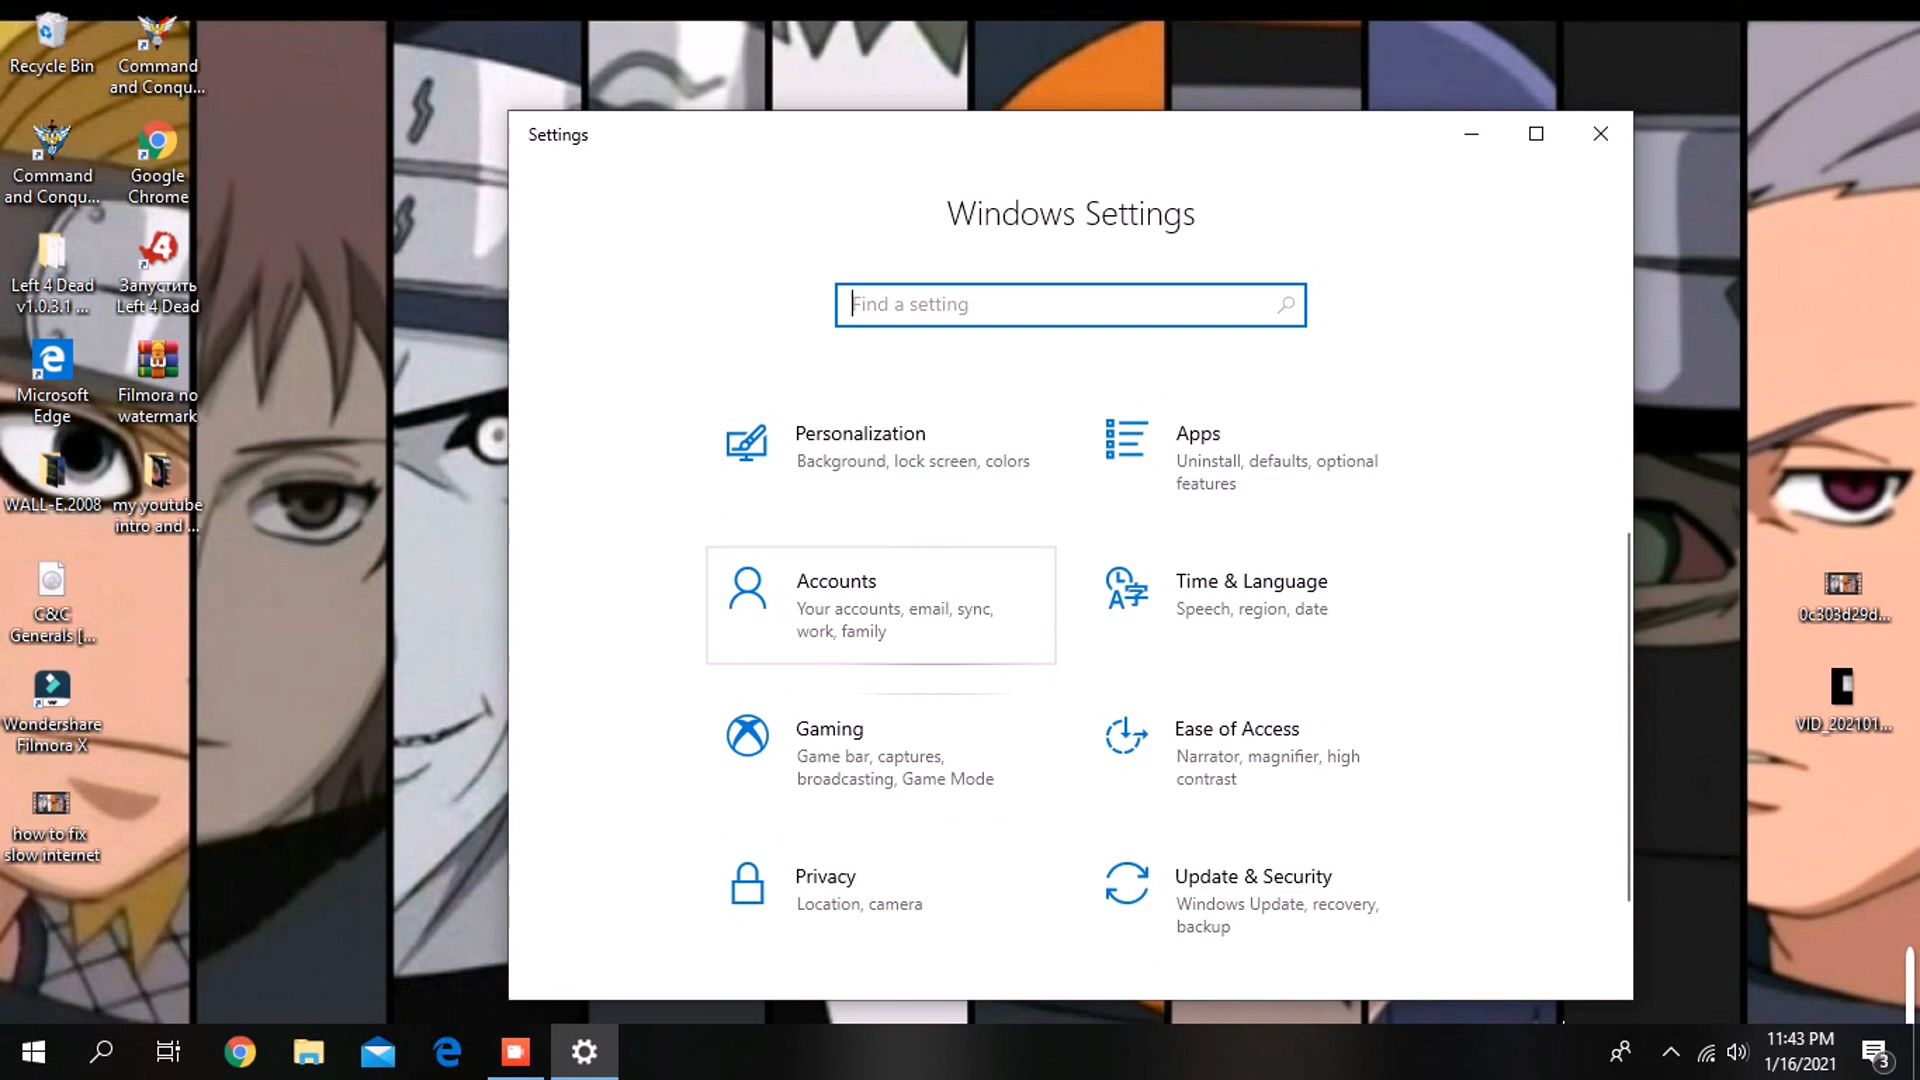 Recycle Bin
Command
and Conqu...
Command
and Conqu...
Google
Chrome
Left 4 Dead
v1.0.3.1 ...
Запустить
Left 4 Dead
Microsoft
Edge
Filmora no
watermark
WALL-E.2008
my youtube
intro and ...
C&C
Generals [...
Wondershare
Filmora X
how to fix
slow internet
Settings
Windows Settings
Find a setting
Personalization
Background, lock screen, colors
Apps
Uninstall, defaults, optional
features
Accounts
Your accounts, email, sync,
work, family
Time & Language
Speech, region, date
Gaming
Game bar, captures,
broadcasting, Game Mode
Ease of Access
Narrator, magnifier, high
contrast
Privacy
Location, camera
Update & Security
Windows Update, recovery,
backup
0c303d29d...
VID_202101...
11:43 PM
1/16/2021
3